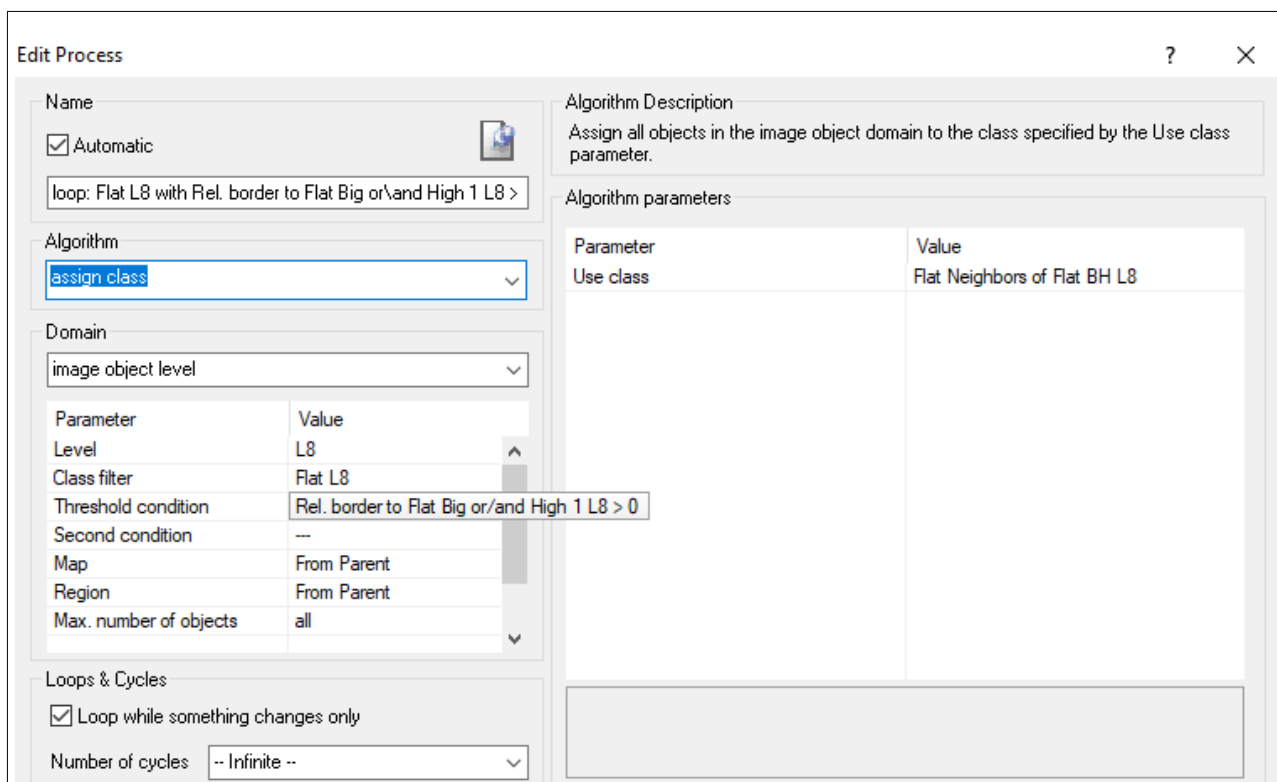 Edit Process
?
Name
Automatic
loop: Flat L8 with Rel. border to Flat Big or\and High 1 L8 >
Algorithm
assign class
Domain
image object level
Parameter Value
Level L8
Class filter Flat L8
Threshold condition Rel. border to Flat Big or/and High 1 L8 > 0
Second condition ---
Map From Parent
Region From Parent
Max. number of objects all
Loops & Cycles
Loop while something changes only
Number of cycles -- Infinite --
Algorithm Description
Assign all objects in the image object domain to the class specified by the Use class
parameter.
Algorithm parameters
Parameter Value
Use class Flat Neighbors of Flat BH L8